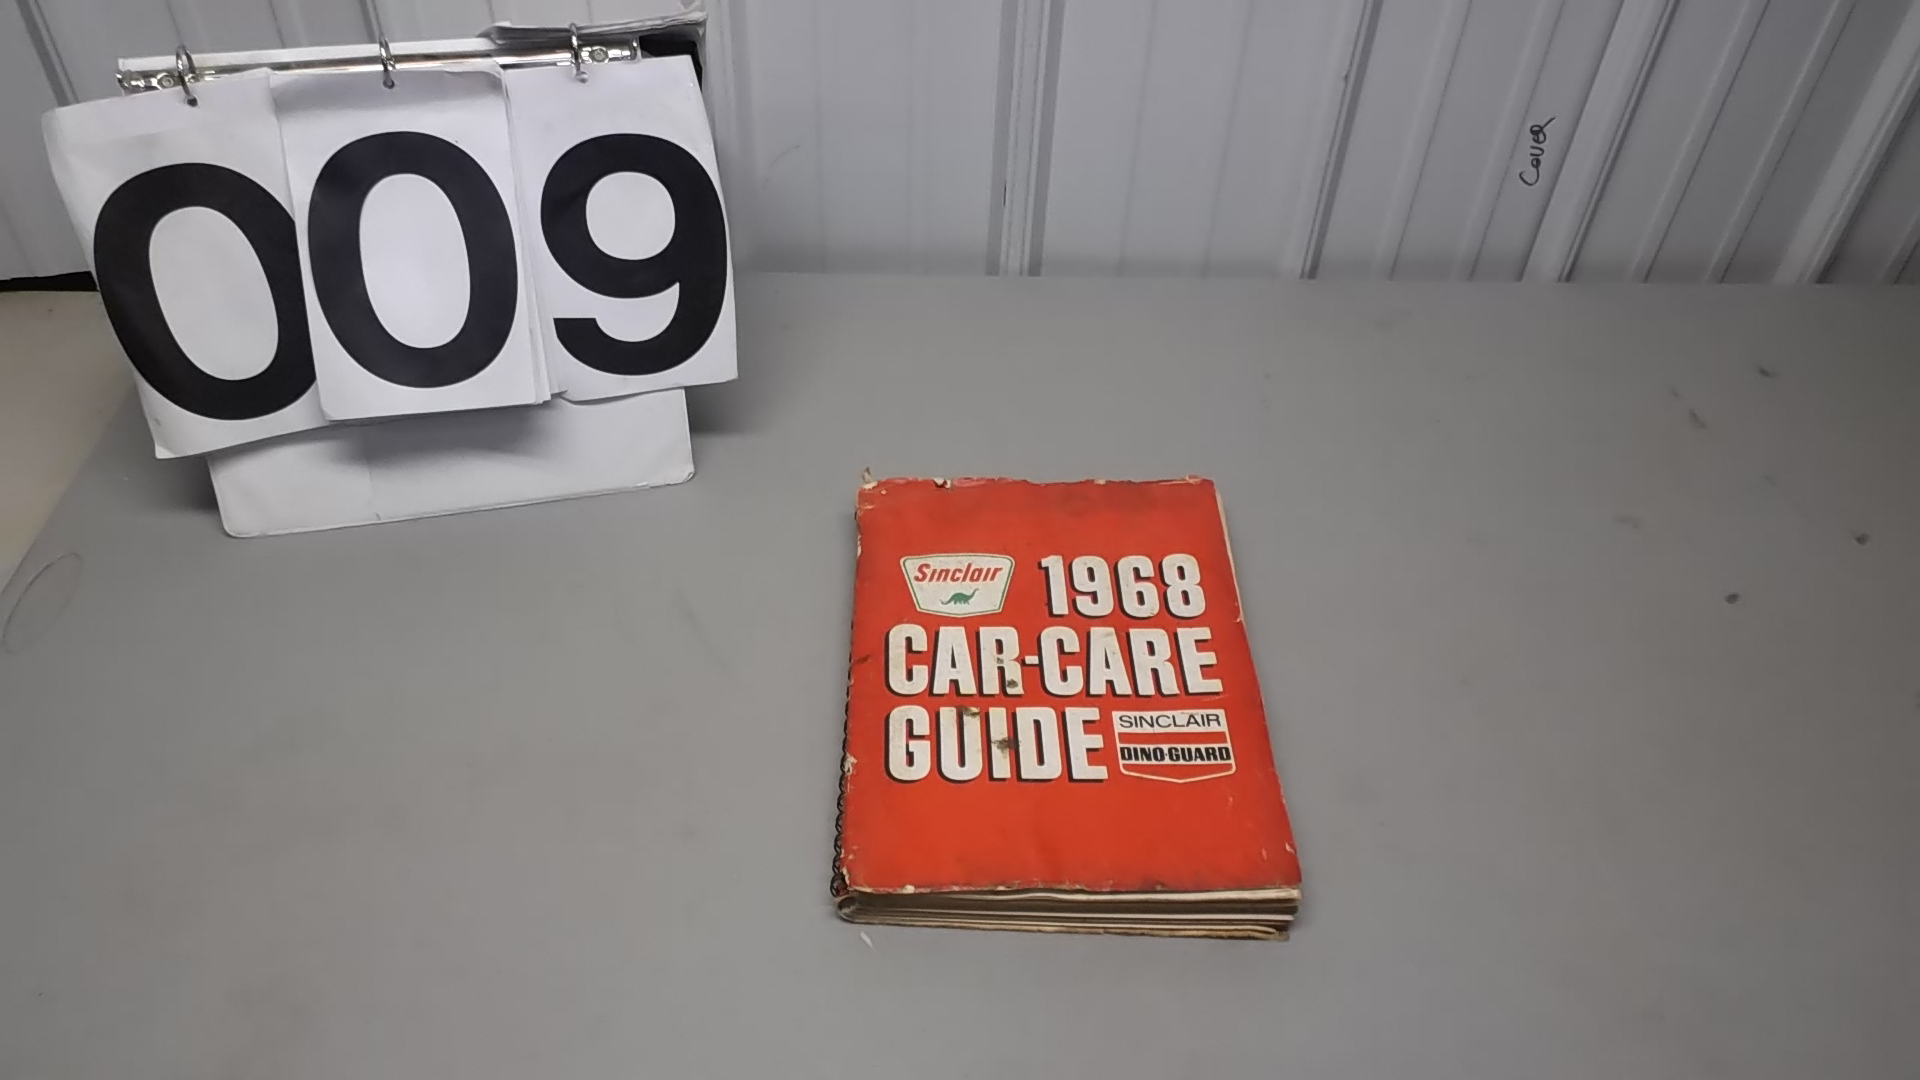 009
Cover
Sinclair
1968
CAR-CARE
GUIDE
SINCLAIR
DINO-GUARD